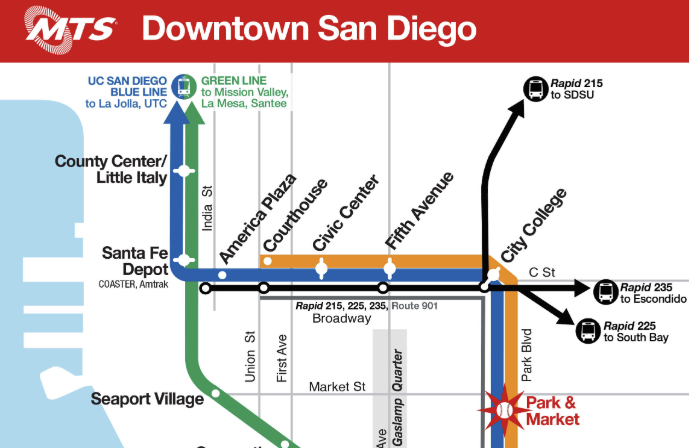 MTS
Downtown San Diego
UC SAN DIEGO
BLUE LINE
to La Jolla, UTC
GREEN LINE
to Mission Valley,
La Mesa, Santee
Rapid 215
to SDSU
County Center/
Little Italy
India St
America Plaza
Courthouse
Civic Center
Fifth Avenue
City College
Santa Fe
Depot
COASTER, Amtrak
C St
Rapid 235
to Escondido
Rapid 215, 225, 235, Route 901
Broadway
Rapid 225
to South Bay
Union St
First Ave
Park Blvd
Market St
Seaport Village
Gaslamp Quarter
Ave
Park &
Market